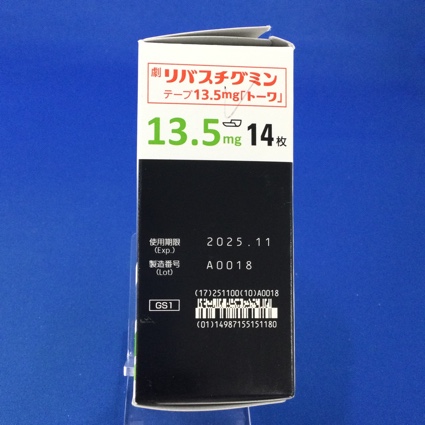 劇 リバスチグミン
テープ13.5mg「トーワ」
13.5mg 14枚
使用期限 2025.11
(Exp.)
製造番号 A0018
(Lot)
(17)251100(10)A0018
GS1
(01)14987155151180